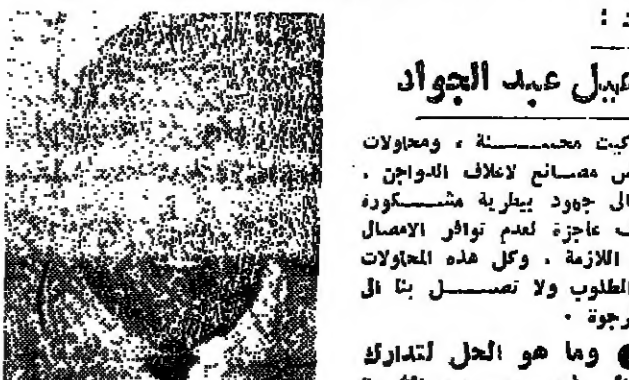 : د
عيل عبد الجواد
كيت محسنة ، ومحاولات
مصانع لاعلاف الدواجن .
الى جهود بيطرية مشكورة
عاجزة لعدم توافر الامصال
اللازمة . وكل هذه المحاولات
المطلوب ولا تصل بنا الى
رجوة .
● وما هو الحل لتدارك